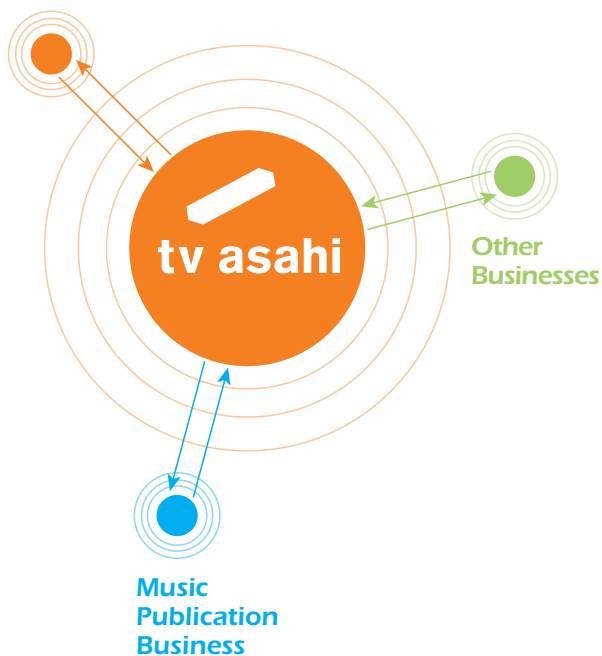 tv asahi
Other
Businesses
Music
Publication
Business